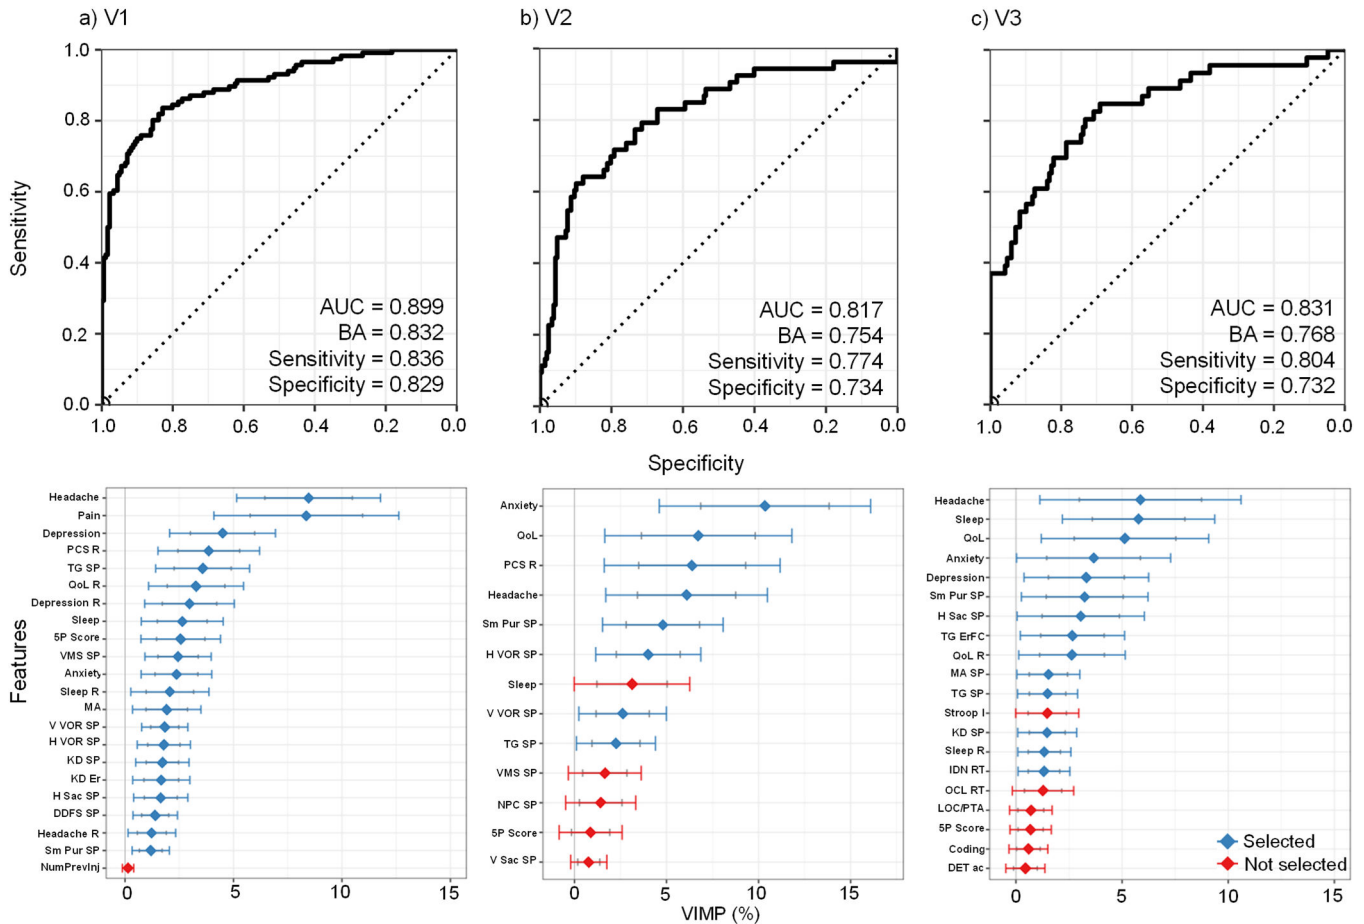 a) V1
b) V2
c) V3
Sensitivity
1.0
0.8
0.6
0.4
0.2
0.0
AUC = 0.899
BA = 0.832
Sensitivity = 0.836
Specificity = 0.829
1.0
0.8
0.6
0.4
0.2
0.0
AUC = 0.817
BA = 0.754
Sensitivity = 0.774
Specificity = 0.734
1.0
0.8
0.6
0.4
0.2
0.0
AUC = 0.831
BA = 0.768
Sensitivity = 0.804
Specificity = 0.732
1.0
0.8
0.6
0.4
0.2
0.0
Specificity
Features
Headache
Pain
Depression
PCS R
TG SP
QoL R
Depression R
Sleep
5P Score
VMS SP
Anxiety
Sleep R
MA
V VOR SP
H VOR SP
KD SP
KD Er
H Sac SP
DDFS SP
Headache R
Sm Pur SP
NumPrevInj
0
5
10
15
Anxiety
QoL
PCS R
Headache
Sm Pur SP
H VOR SP
Sleep
V VOR SP
TG SP
VMS SP
NPC SP
5P Score
V Sac SP
0
5
10
15
VIMP (%)
Headache
Sleep
QoL
Anxiety
Depression
Sm Pur SP
H Sac SP
TG ErFC
QoL R
MA SP
TG SP
Stroop I
KD SP
Sleep R
IDN RT
OCL RT
LOC/PTA
5P Score
Coding
DET ac
0
5
10
15
Selected
Not selected